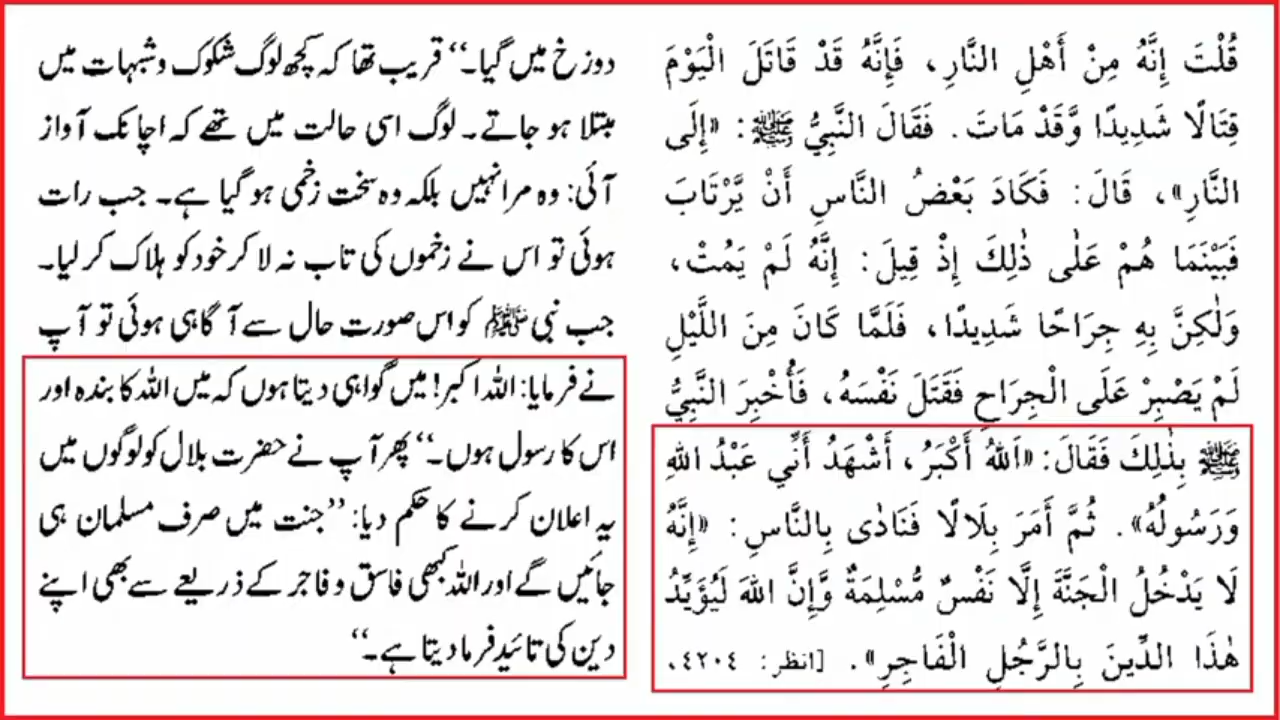 قُلْتَ إِنَّهُ مِنْ أَهْلِ النَّارِ، فَإِنَّهُ قَدْ قَاتَلَ الْيَوْمَ
قِتَالًا شَدِيدًا وَّقَدْ مَاتَ. فَقَالَ النَّبِيُّ ﷺ: «إِلَى
النَّارِ»، قَالَ: فَكَادَ بَعْضُ النَّاسِ أَنْ يَّرْتَابَ
فَبَيْنَمَا هُمْ عَلٰى ذٰلِكَ إِذْ قِيلَ: إِنَّهُ لَمْ يَمُتْ،
وَلٰكِنَّ بِهِ جِرَاحًا شَدِيدًا، فَلَمَّا كَانَ مِنَ اللَّيْلِ
لَمْ يَصْبِرْ عَلَى الْجِرَاحِ فَقَتَلَ نَفْسَهُ، فَأُخْبِرَ النَّبِيُّ
ﷺ بِذٰلِكَ فَقَالَ: «اَللهُ أَكْبَرُ، أَشْهَدُ أَنِّي عَبْدُ اللهِ
وَرَسُولُهُ». ثُمَّ أَمَرَ بِلَالًا فَنَادٰى بِالنَّاسِ: «إِنَّهُ
لَا يَدْخُلُ الْجَنَّةَ إِلَّا نَفْسٌ مُّسْلِمَةٌ وَّإِنَّ اللهَ لَيُؤَيِّدُ
هٰذَا الدِّينَ بِالرَّجُلِ الْفَاجِرِ». [انظر: ٤٢٠٤،
دوزخ میں گیا۔“ قریب تھا کہ کچھ لوگ شکوک و شبہات میں
مبتلا ہو جاتے۔ لوگ اسی حالت میں تھے کہ اچانک آواز
آئی: وہ مرا نہیں بلکہ وہ سخت زخمی ہو گیا ہے۔ جب رات
ہوئی تو اس نے زخموں کی تاب نہ لا کر خود کو ہلاک کر لیا۔
جب نبی ﷺ کو اس صورت حال سے آگاہی ہوئی تو آپ
نے فرمایا: اللہ اکبر! میں گواہی دیتا ہوں کہ میں اللہ کا بندہ اور
اس کا رسول ہوں۔“ پھر آپ نے حضرت بلال کو لوگوں میں
یہ اعلان کرنے کا حکم دیا: ”جنت میں صرف مسلمان ہی
جائیں گے اور اللہ کبھی فاسق و فاجر کے ذریعے سے بھی اپنے
دین کی تائید فرما دیتا ہے۔“